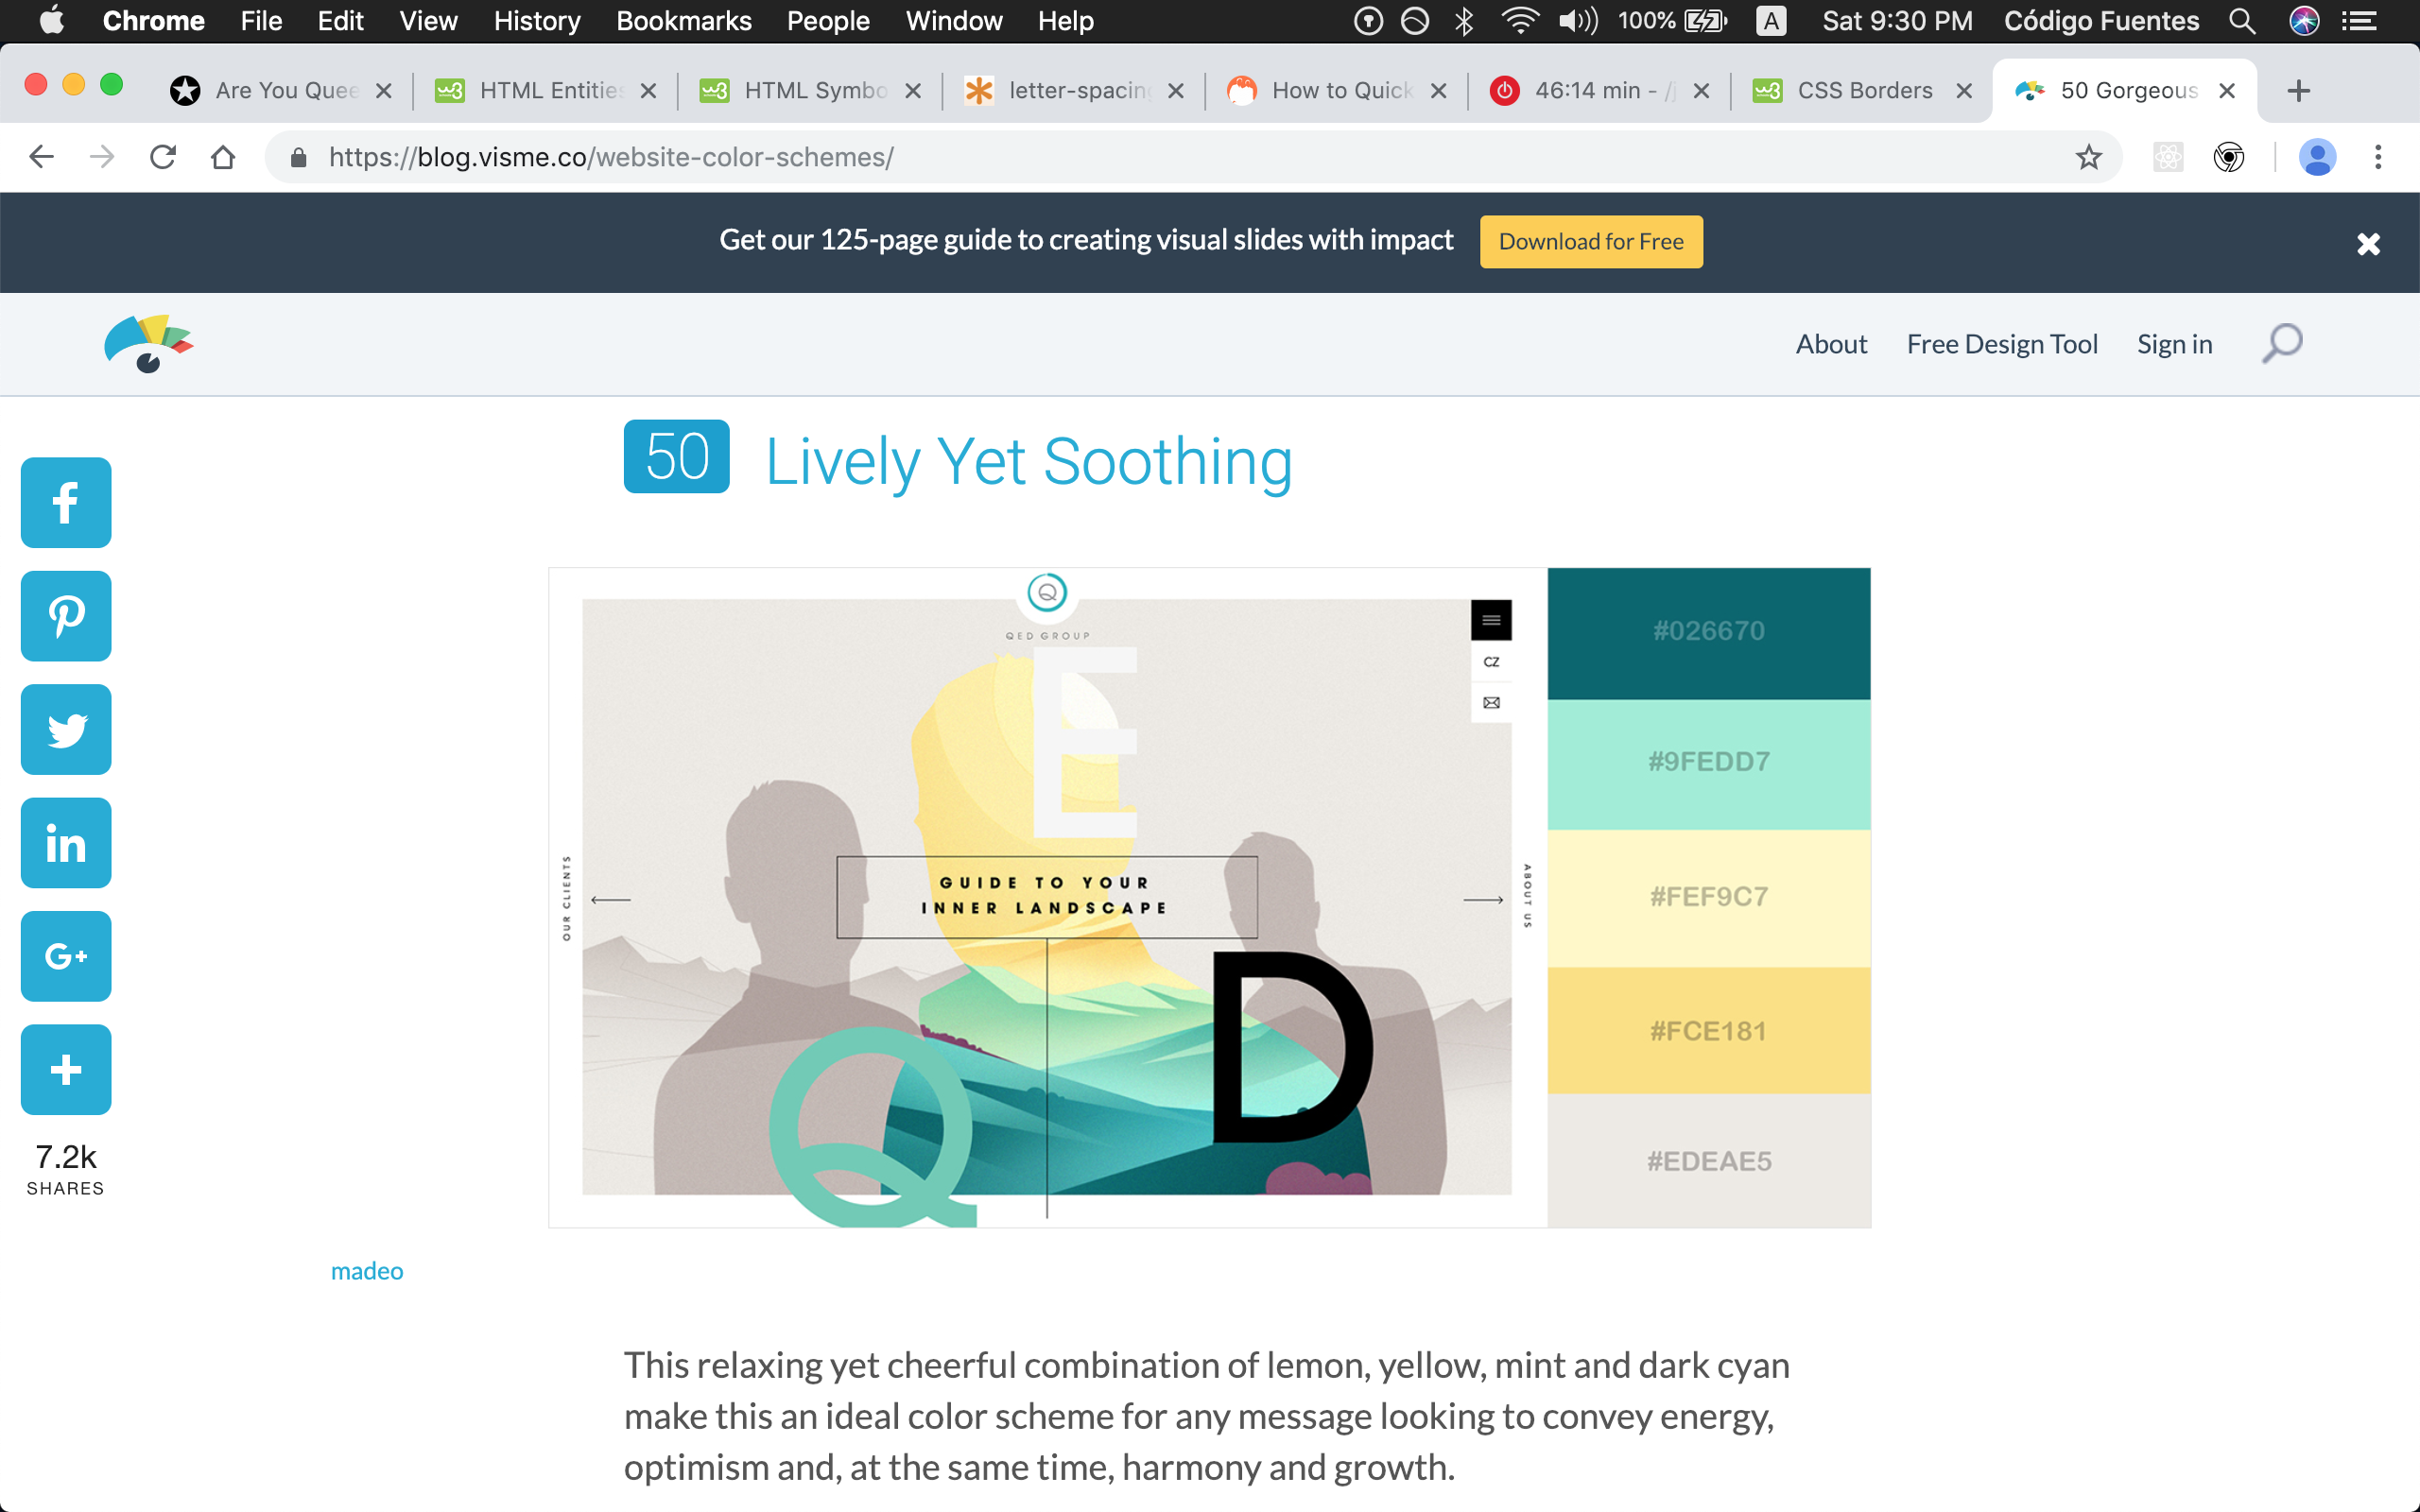 Chrome File Edit View History Bookmarks People Window Help 100% A Sat 9:30 PM Código Fuentes
Are You Quee HTML Entities HTML Symbo letter-spacing How to Quick 46:14 min - /j CSS Borders 50 Gorgeous
https://blog.visme.co/website-color-schemes/
Get our 125-page guide to creating visual slides with impact Download for Free
About Free Design Tool Sign in
50 Lively Yet Soothing
Q
QED GROUP
CZ
E
GUIDE TO YOUR
INNER LANDSCAPE
OUR CLIENTS
ABOUT US
D
Q
#026670
#9FEDD7
#FEF9C7
#FCE181
#EDEAE5
in
G+
7.2k
SHARES
madeo
This relaxing yet cheerful combination of lemon, yellow, mint and dark cyan
make this an ideal color scheme for any message looking to convey energy,
optimism and, at the same time, harmony and growth.